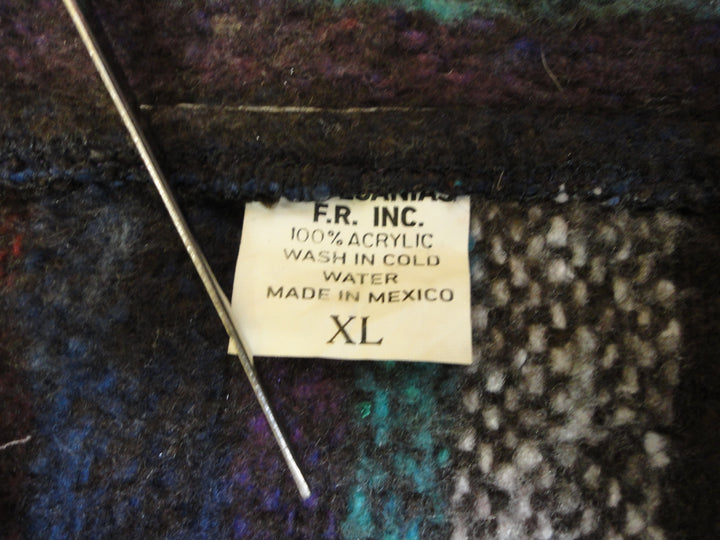 F.R. INC.
100% ACRYLIC
WASH IN COLD
WATER
MADE IN MEXICO
XL